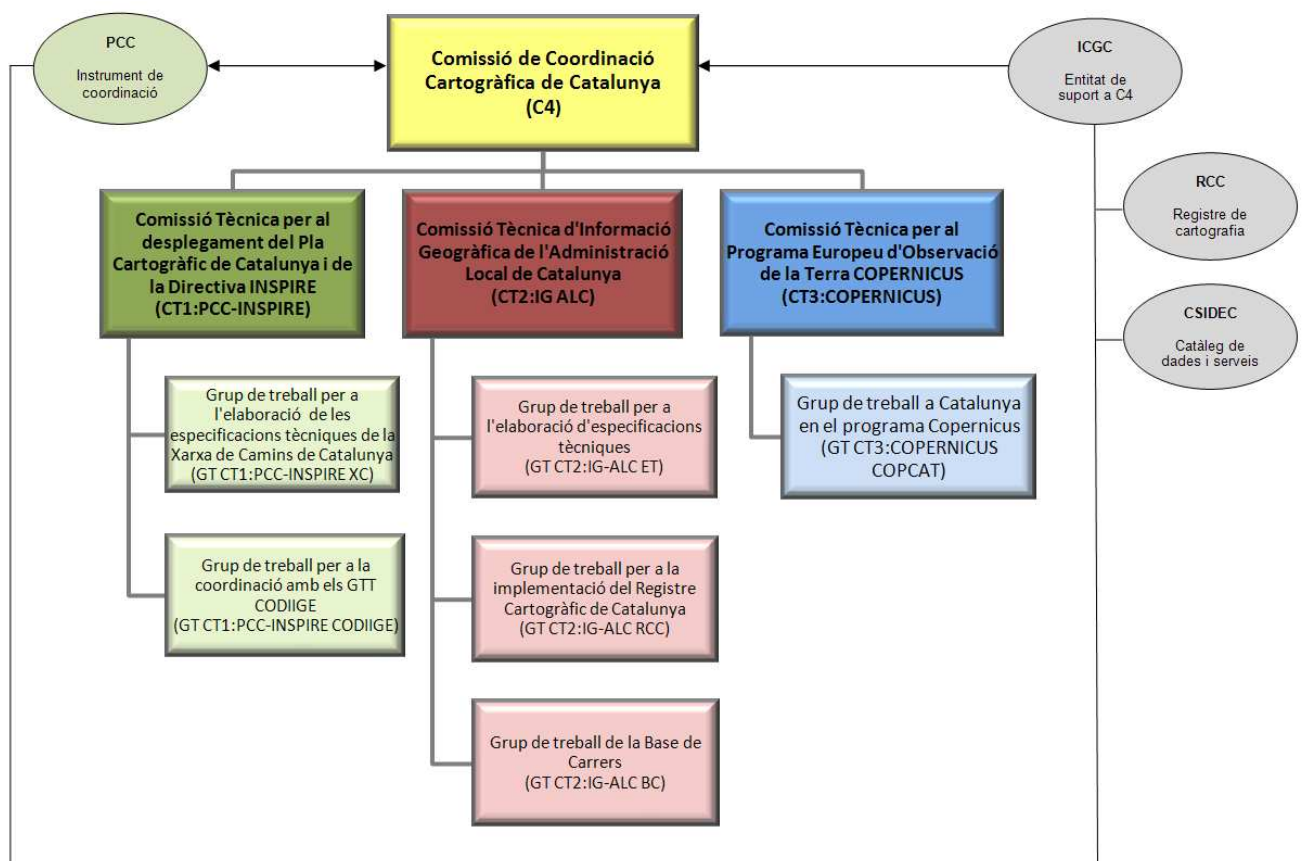 PCC
Instrument de
coordinació
Comissió de Coordinació
Cartogràfica de Catalunya
(C4)
ICGC
Entitat de
suport a C4
RCC
Registre de
cartografia
CSIDEC
Catàleg de
dades i serveis
Comissió Tècnica per al
desplegament del Pla
Cartogràfic de Catalunya i de
la Directiva INSPIRE
(CT1:PCC-INSPIRE)
Comissió Tècnica d'Informació
Geogràfica de l'Administració
Local de Catalunya
(CT2:IG ALC)
Comissió Tècnica per al
Programa Europeu d'Observació
de la Terra COPERNICUS
(CT3:COPERNICUS)
Grup de treball per a
l'elaboració de les
especificacions tècniques de la
Xarxa de Camins de Catalunya
(GT CT1:PCC-INSPIRE XC)
Grup de treball per a la
coordinació amb els GTT
CODIIGE
(GT CT1:PCC-INSPIRE CODIIGE)
Grup de treball per a
l'elaboració d'especificacions
tècniques
(GT CT2:IG-ALC ET)
Grup de treball per a la
implementació del Registre
Cartogràfic de Catalunya
(GT CT2:IG-ALC RCC)
Grup de treball de la Base de
Carrers
(GT CT2:IG-ALC BC)
Grup de treball a Catalunya
en el programa Copernicus
(GT CT3:COPERNICUS
COPCAT)